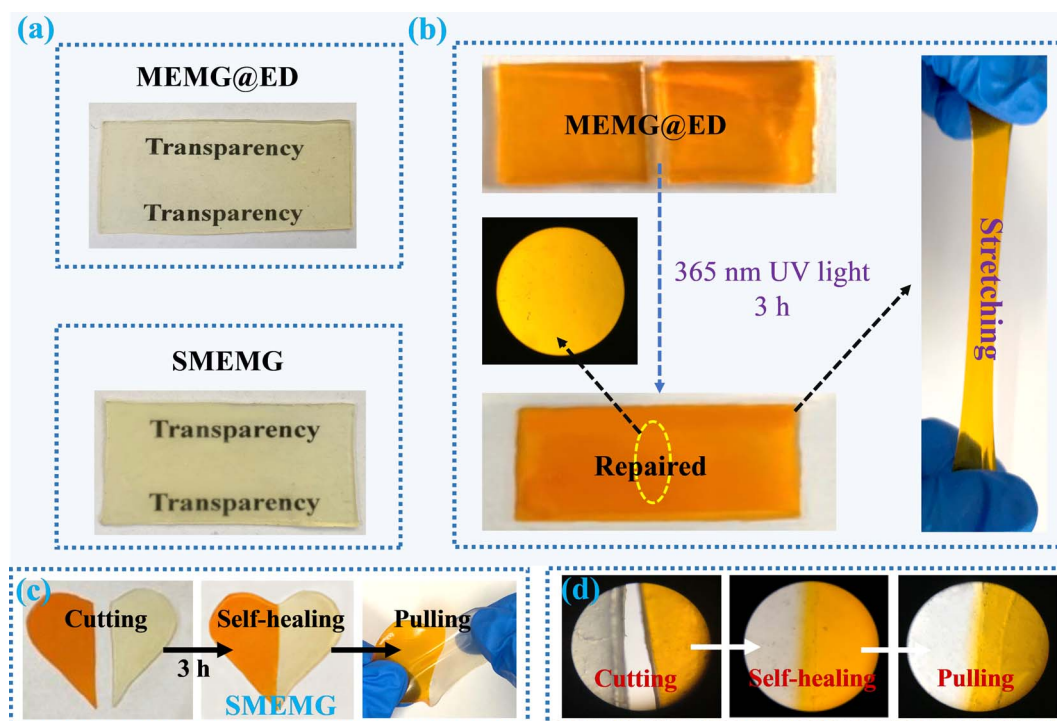 (a)
MEMG@ED
Transparency
Transparency
SMEMG
Transparency
Transparency
(b)
MEMG@ED
365 nm UV light
3 h
Repaired
Stretching
(c)
Cutting
3 h
Self-healing
SMEMG
Pulling
(d)
Cutting
Self-healing
Pulling